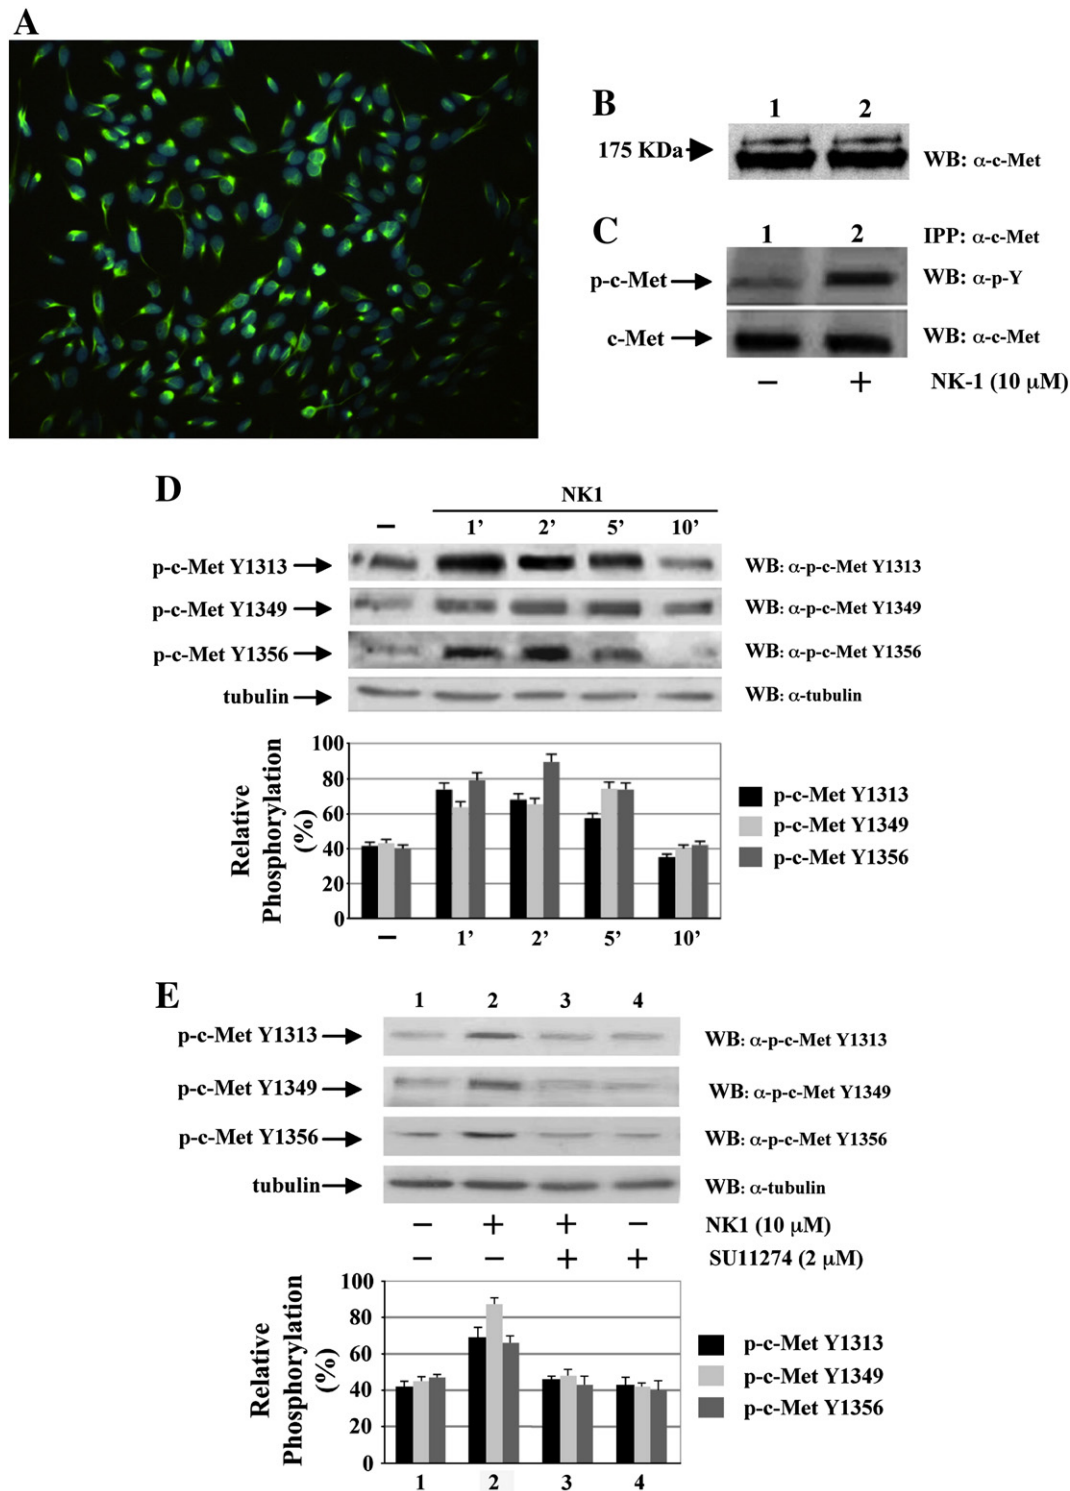 A
B
1 2
175 KDa
WB: α-c-Met
C
1 2 IPP: α-c-Met
p-c-Met
WB: α-p-Y
c-Met
WB: α-c-Met
− + NK-1 (10 μM)
D
NK1
− 1’ 2’ 5’ 10’
p-c-Met Y1313
WB: α-p-c-Met Y1313
p-c-Met Y1349
WB: α-p-c-Met Y1349
p-c-Met Y1356
WB: α-p-c-Met Y1356
tubulin
WB: α-tubulin
Relative
Phosphorylation
(%)
100
80
60
40
20
0
− 1’ 2’ 5’ 10’
p-c-Met Y1313
p-c-Met Y1349
p-c-Met Y1356
E
1 2 3 4
p-c-Met Y1313
WB: α-p-c-Met Y1313
p-c-Met Y1349
WB: α-p-c-Met Y1349
p-c-Met Y1356
WB: α-p-c-Met Y1356
tubulin
WB: α-tubulin
− + + − NK1 (10 μM)
− − + + SU11274 (2 μM)
Relative
Phosphorylation
(%)
100
80
60
40
20
0
1 2 3 4
p-c-Met Y1313
p-c-Met Y1349
p-c-Met Y1356